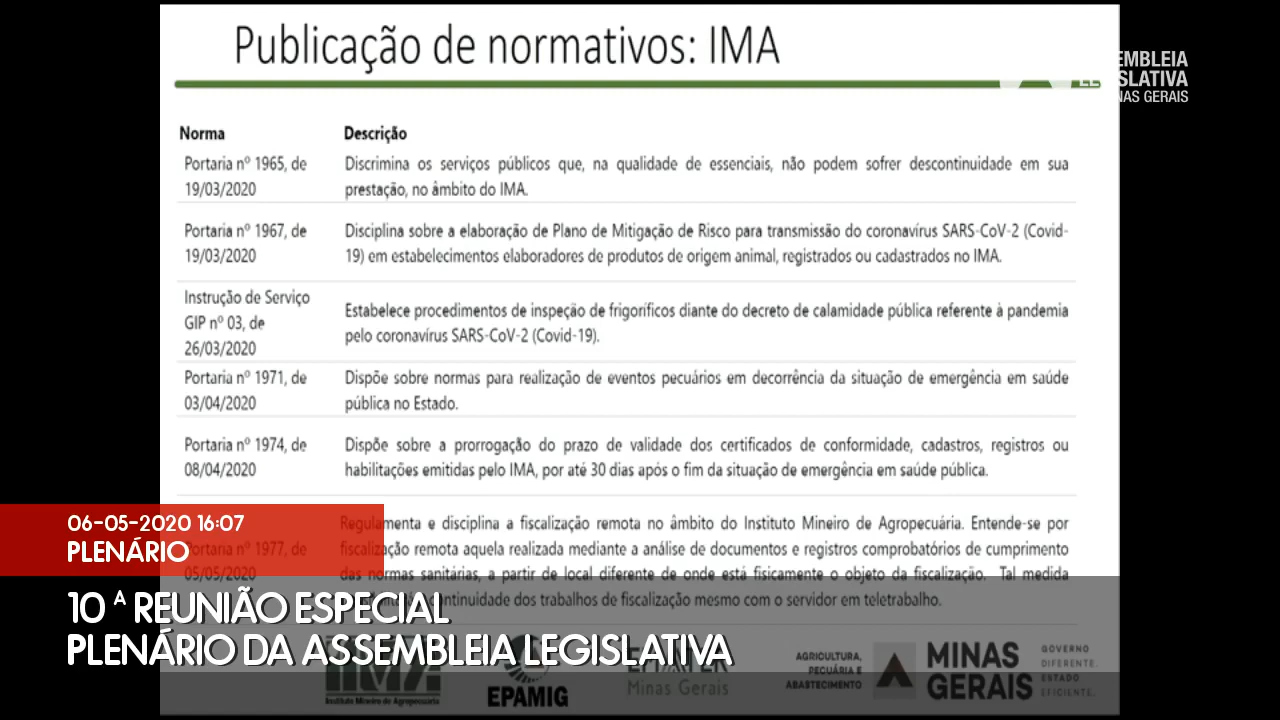 Publicação de normativos: IMA
EMBLEIA
SLATIVA
NAS GERAIS
Norma Descrição
Portaria nº 1965, de
19/03/2020
Discrimina os serviços públicos que, na qualidade de essenciais, não podem sofrer descontinuidade em sua
prestação, no âmbito do IMA.
Portaria nº 1967, de
19/03/2020
Disciplina sobre a elaboração de Plano de Mitigação de Risco para transmissão do coronavírus SARS-CoV-2 (Covid-
19) em estabelecimentos elaboradores de produtos de origem animal, registrados ou cadastrados no IMA.
Instrução de Serviço
GIP nº 03, de
26/03/2020
Estabelece procedimentos de inspeção de frigoríficos diante do decreto de calamidade pública referente à pandemia
pelo coronavírus SARS-CoV-2 (Covid-19).
Portaria nº 1971, de
03/04/2020
Dispõe sobre normas para realização de eventos pecuários em decorrência da situação de emergência em saúde
pública no Estado.
Portaria nº 1974, de
08/04/2020
Dispõe sobre a prorrogação do prazo de validade dos certificados de conformidade, cadastros, registros ou
habilitações emitidas pelo IMA, por até 30 dias após o fim da situação de emergência em saúde pública.
Portaria nº 1977, de
05/05/2020
Regulamenta e disciplina a fiscalização remota no âmbito do Instituto Mineiro de Agropecuária. Entende-se por
fiscalização remota aquela realizada mediante a análise de documentos e registros comprobatórios de cumprimento
das normas sanitárias, a partir de local diferente de onde está fisicamente o objeto da fiscalização. Tal medida
continuidade dos trabalhos de fiscalização mesmo com o servidor em teletrabalho.
06-05-2020 16:07
PLENÁRIO
10 ª REUNIÃO ESPECIAL
PLENÁRIO DA ASSEMBLEIA LEGISLATIVA
IMA
Instituto Mineiro de Agropecuária
EPAMIG
EMATER
Minas Gerais
AGRICULTURA,
PECUÁRIA E
ABASTECIMENTO
MINAS
GERAIS
GOVERNO
DIFERENTE.
ESTADO
EFICIENTE.